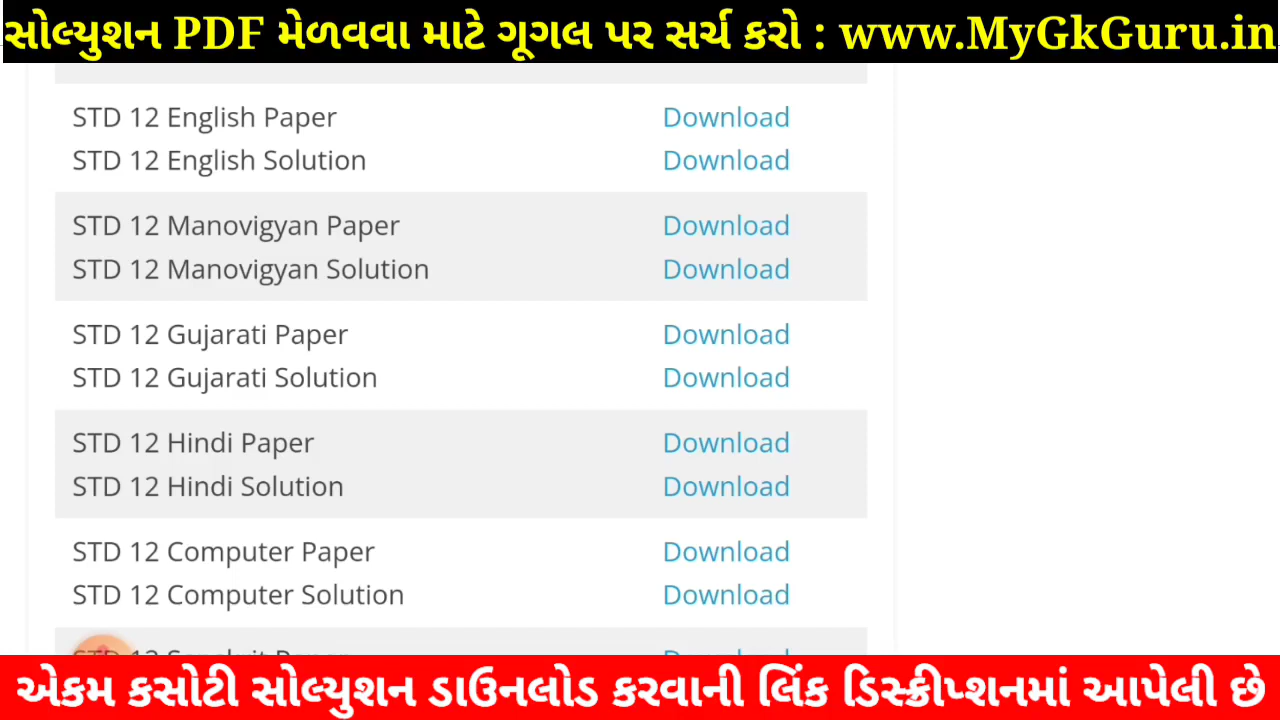 સોલ્યુશન PDF મેળવવા માટે ગૂગલ પર સર્ચ કરો : www.MyGkGuru.in
STD 12 English Paper Download
STD 12 English Solution Download
STD 12 Manovigyan Paper Download
STD 12 Manovigyan Solution Download
STD 12 Gujarati Paper Download
STD 12 Gujarati Solution Download
STD 12 Hindi Paper Download
STD 12 Hindi Solution Download
STD 12 Computer Paper Download
STD 12 Computer Solution Download
એકમ કસોટી સોલ્યુશન ડાઉનલોડ કરવાની લિંક ડિસ્ક્રીપ્શનમાં આપેલી છે